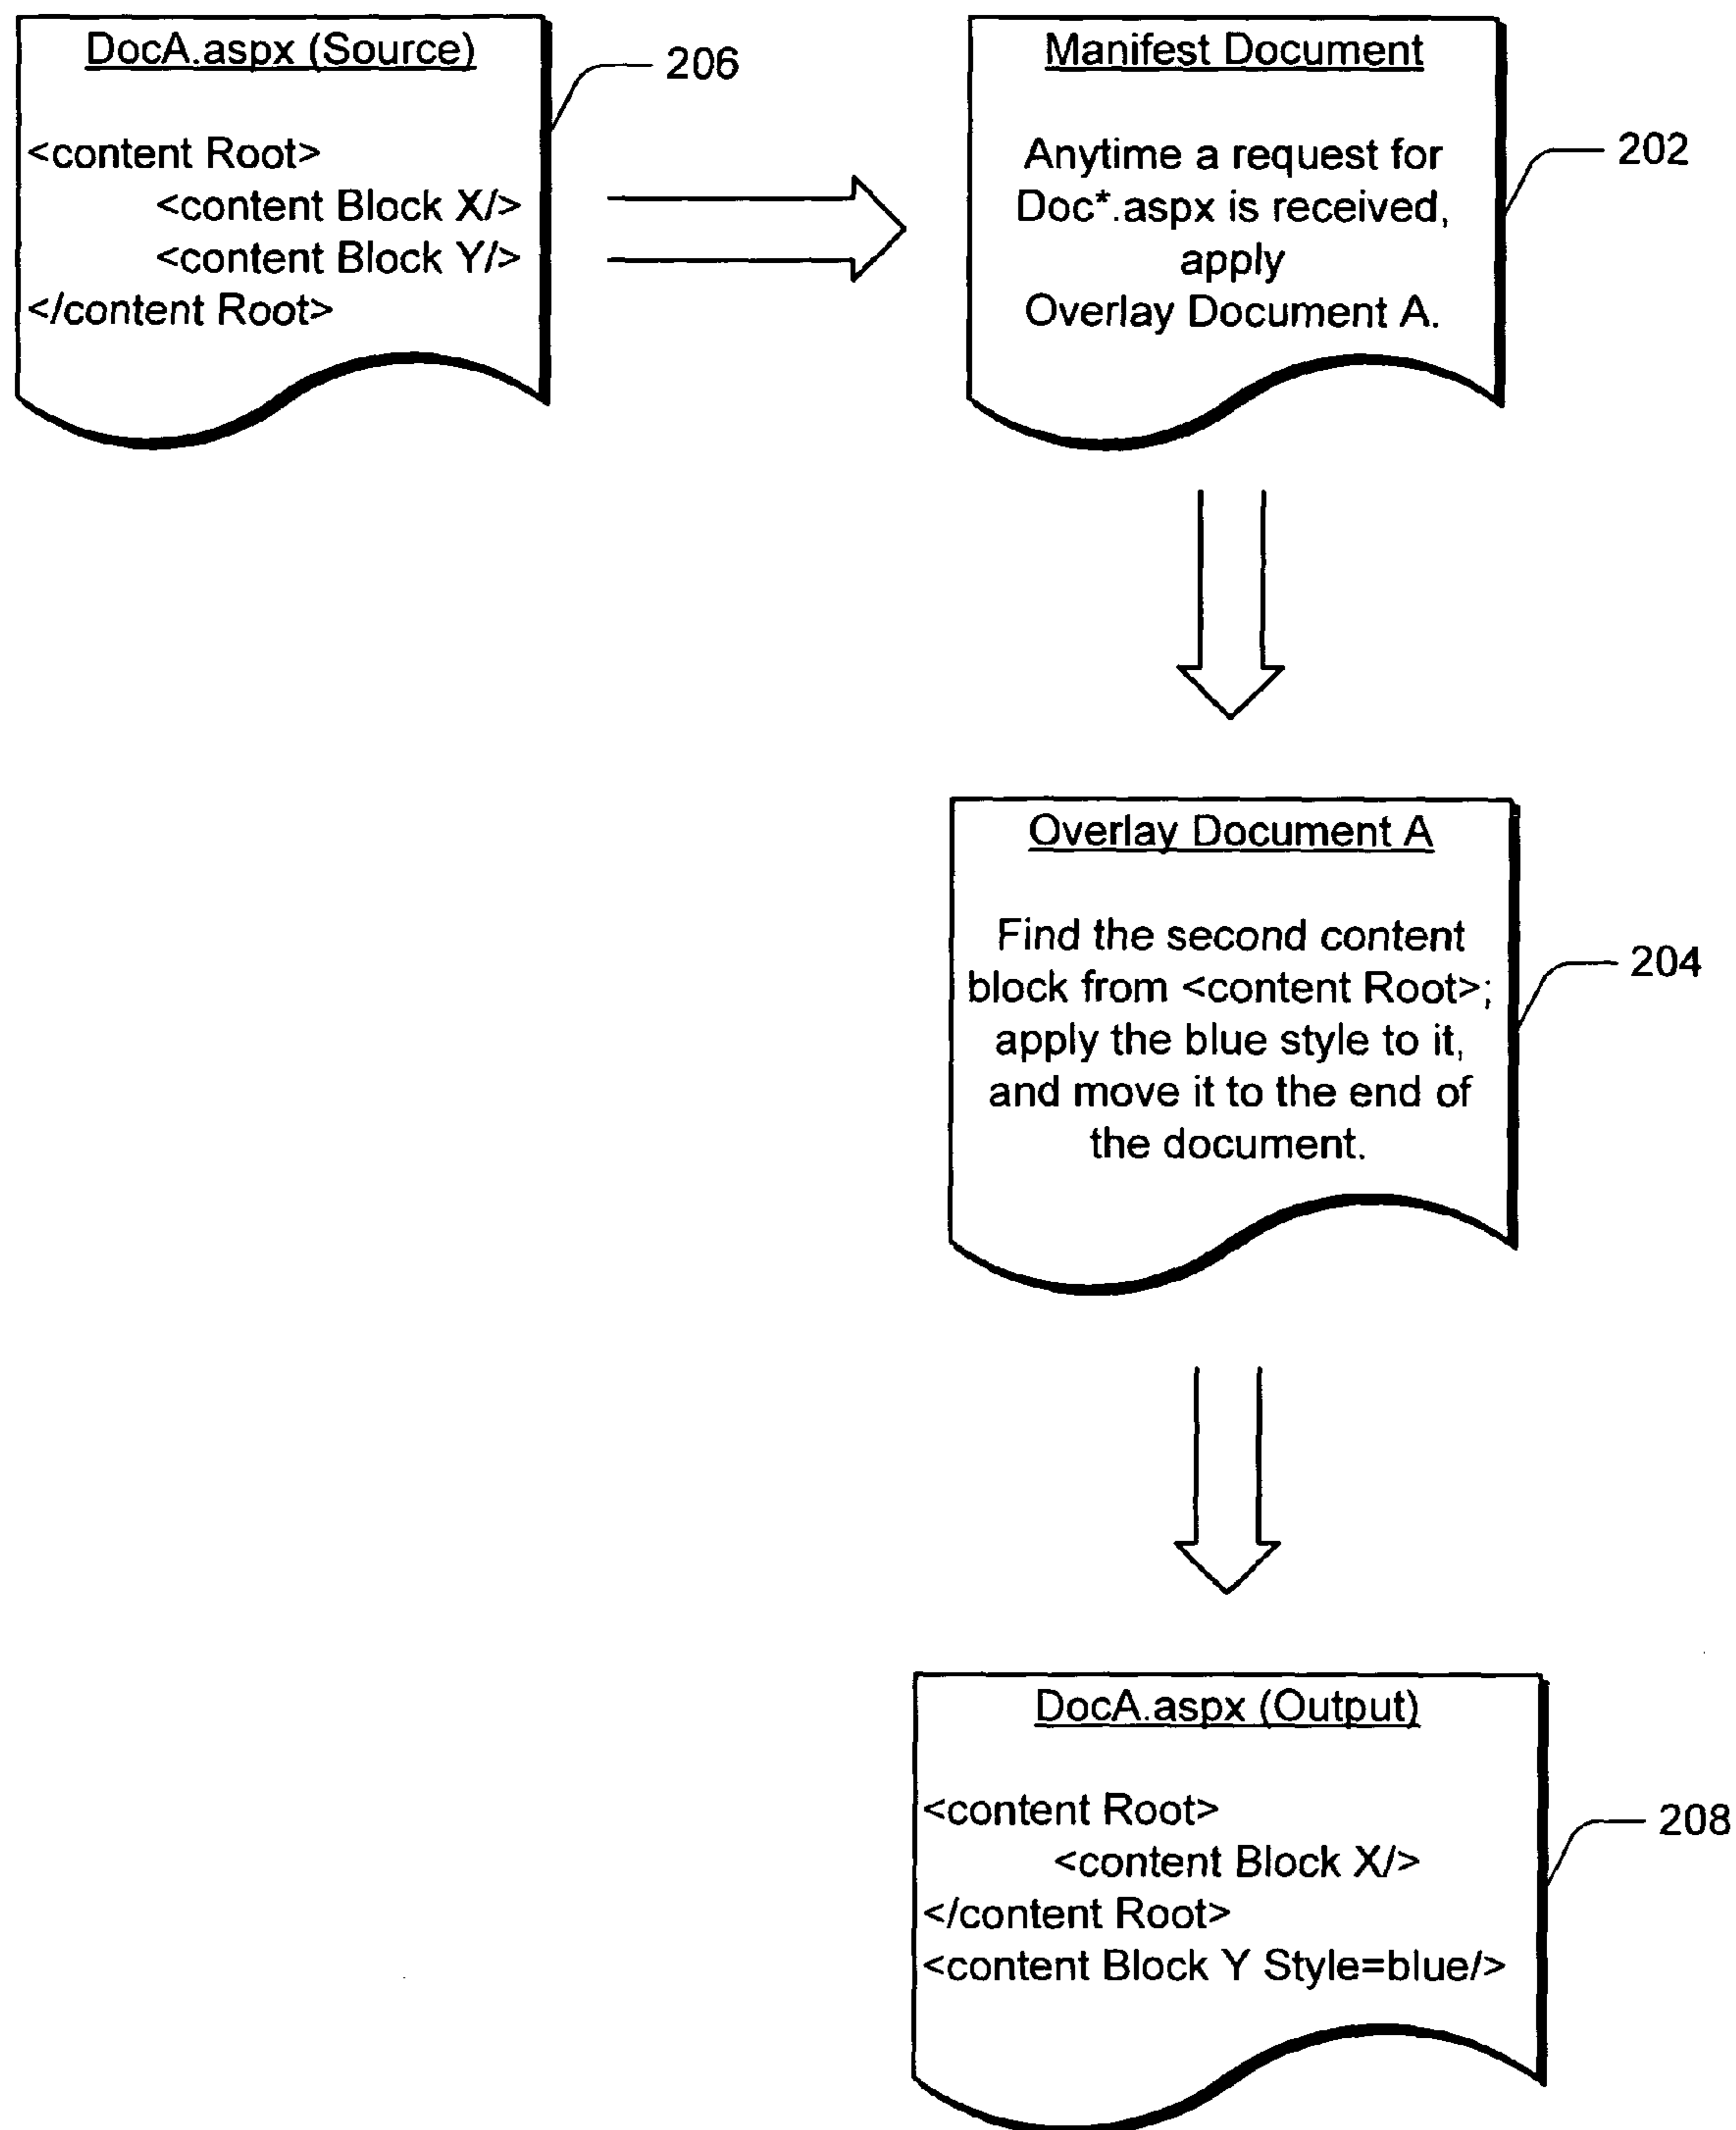 DocA.aspx (Source)
<content Root>
<content Block X/>
<content Block Y/>
</content Root>
206
Manifest Document
Anytime a request for
Doc*.aspx is received,
apply
Overlay Document A.
202
Overlay Document A
Find the second content
block from <content Root>;
apply the blue style to it,
and move it to the end of
the document.
204
DocA.aspx (Output)
<content Root>
<content Block X/>
</content Root>
<content Block Y Style=blue/>
208